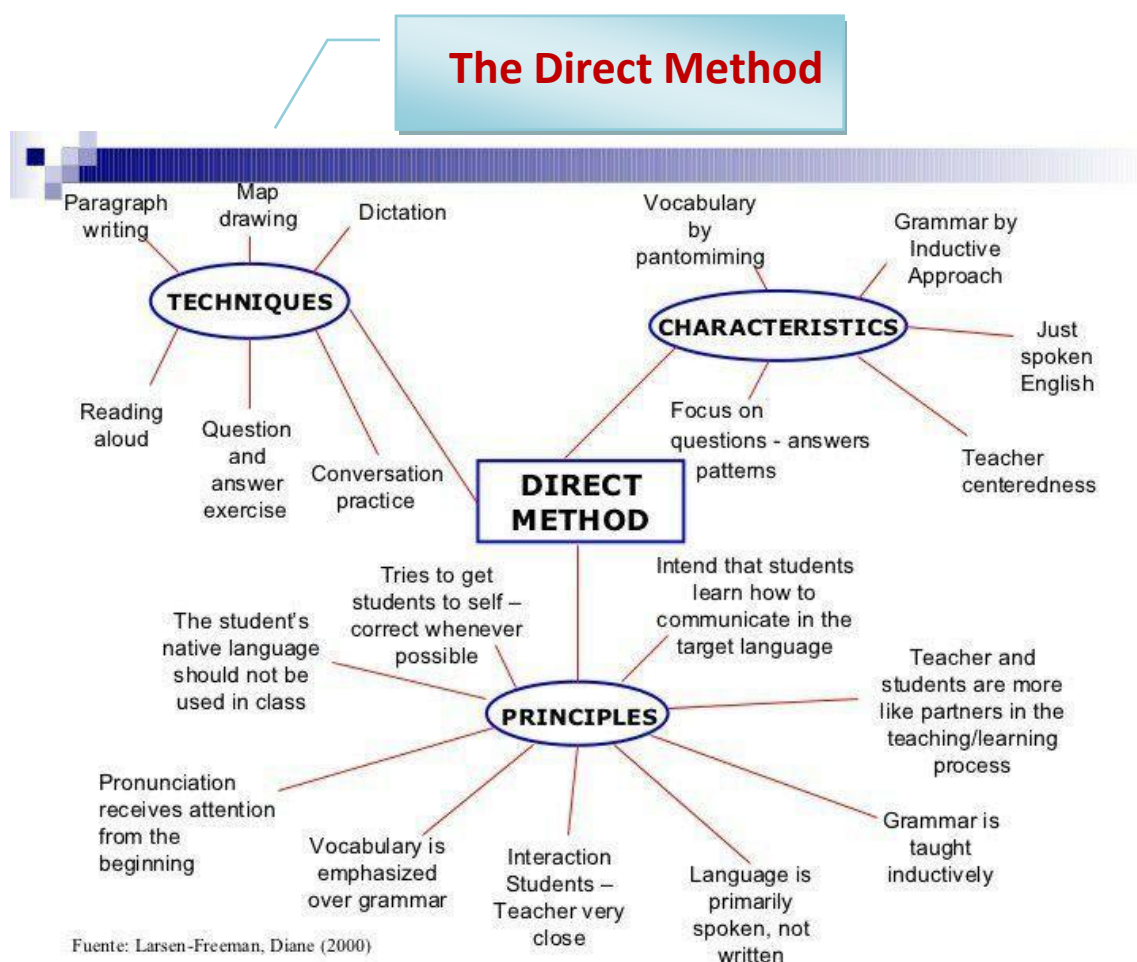 The Direct Method
Paragraph
writing
Map
drawing
Dictation
TECHNIQUES
Reading
aloud
Question
and
answer
exercise
Conversation
practice
Vocabulary
by
pantomiming
Grammar by
Inductive
Approach
CHARACTERISTICS
Just
spoken
English
Focus on
questions - answers
patterns
Teacher
centeredness
DIRECT
METHOD
Tries to get
students to self –
correct whenever
possible
Intend that students
learn how to
communicate in the
target language
The student's
native language
should not be
used in class
Teacher and
students are more
like partners in the
teaching/learning
process
PRINCIPLES
Pronunciation
receives attention
from the
beginning
Vocabulary is
emphasized
over grammar
Interaction
Students –
Teacher very
close
Language is
primarily
spoken, not
written
Grammar is
taught
inductively
Fuente: Larsen-Freeman, Diane (2000)